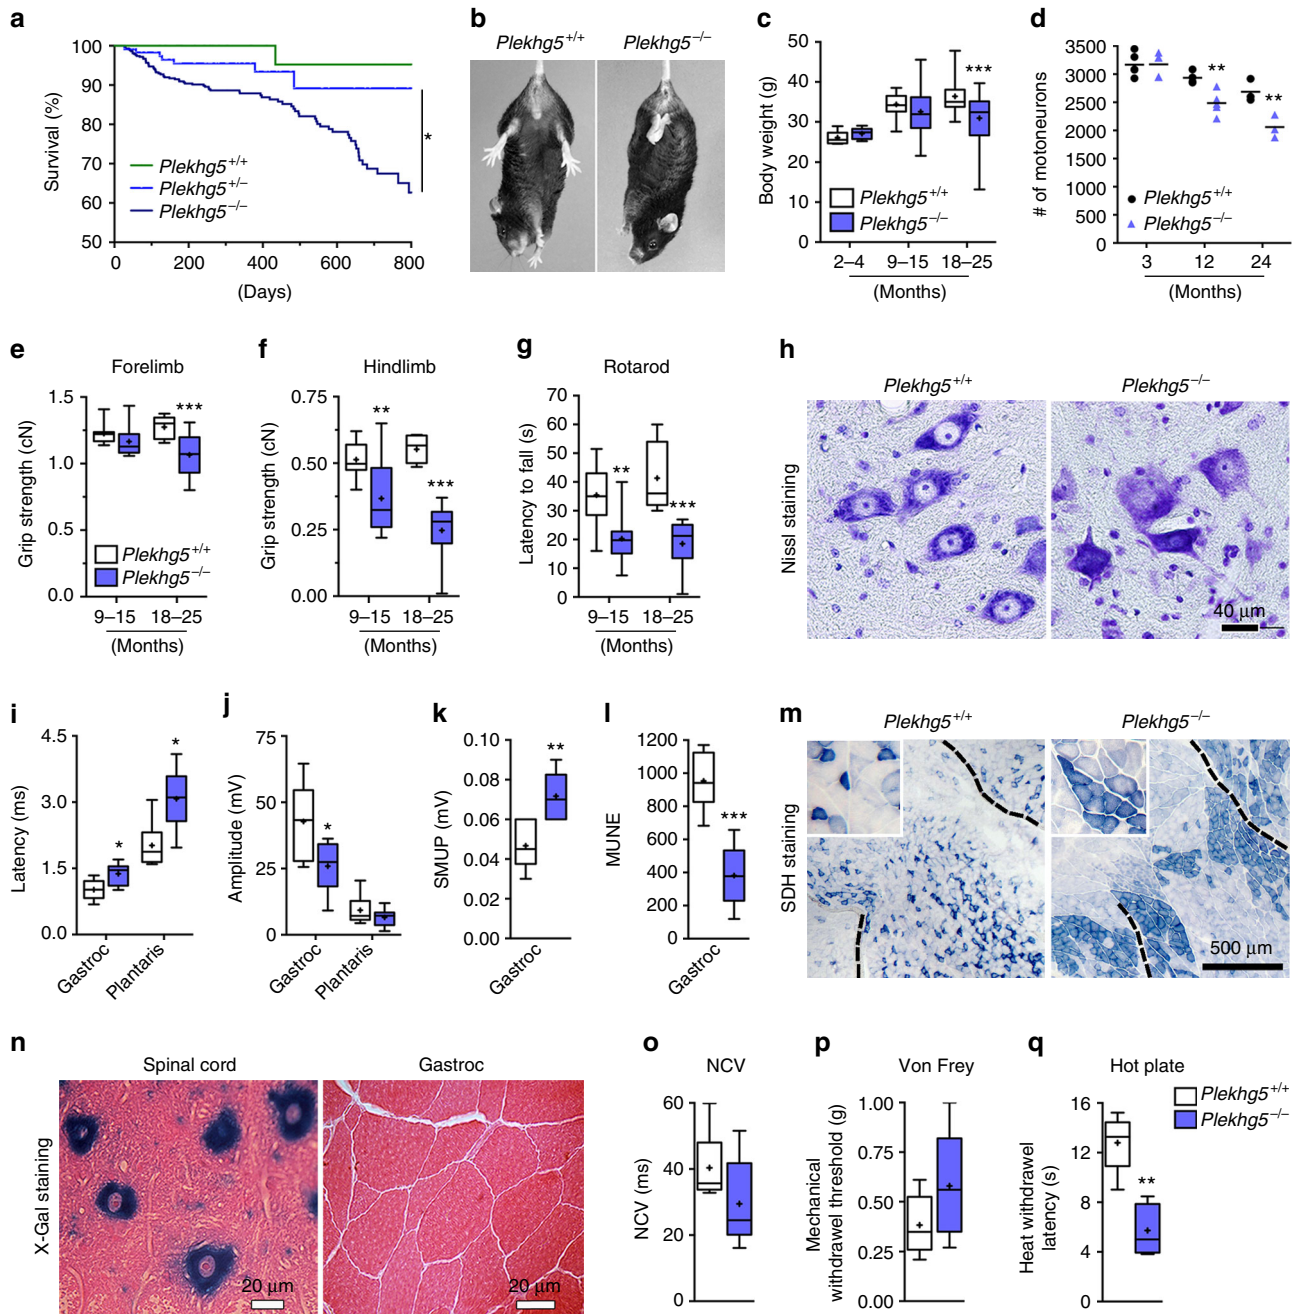 a
Survival (%)
100
90
80
70
60
50
0
200
400
600
800
(Days)
Plekhg5+/+
Plekhg5+/−
Plekhg5−/−
*
b
Plekhg5+/+
Plekhg5−/−
c
Body weight (g)
50
40
30
20
10
0
***
Plekhg5+/+
Plekhg5−/−
2–4
9–15
18–25
(Months)
d
# of motoneurons
3500
3000
2500
2000
1500
1000
500
0
**
**
Plekhg5+/+
Plekhg5−/−
3
12
24
(Months)
e
Forelimb
Grip strength (cN)
1.5
1.0
0.5
0.0
***
Plekhg5+/+
Plekhg5−/−
9–15
18–25
(Months)
f
Hindlimb
Grip strength (cN)
0.75
0.50
0.25
0.00
**
***
9–15
18–25
(Months)
g
Rotarod
Latency to fall (s)
70
60
50
40
30
20
10
0
**
***
9–15
18–25
(Months)
h
Plekhg5+/+
Plekhg5−/−
Nissl staining
40 µm
i
Latency (ms)
4.5
3.0
1.5
0.0
*
*
Gastroc
Plantaris
j
Amplitude (mV)
75
50
25
0
*
Gastroc
Plantaris
k
SMUP (mV)
0.10
0.08
0.06
0.04
0.02
0.00
**
Gastroc
l
MUNE
1200
1000
800
600
400
200
0
***
Gastroc
m
Plekhg5+/+
Plekhg5−/−
SDH staining
500 µm
n
Spinal cord
Gastroc
X-Gal staining
20 µm
20 µm
o
NCV
NCV (ms)
60
40
20
0
p
Von Frey
Mechanical
withdrawel threshold (g)
1.00
0.75
0.50
0.25
0.00
q
Hot plate
Heat withdrawel
latency (s)
16
12
8
4
0
**
Plekhg5+/+
Plekhg5−/−